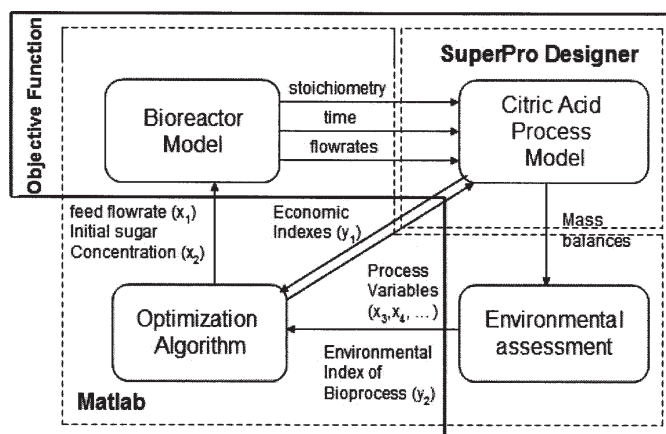 Objective Function
SuperPro Designer
Bioreactor
Model
stoichiometry
time
flowrates
Citric Acid
Process
Model
feed flowrate (x1)
Initial sugar
Concentration (x2)
Economic
Indexes (y1)
Mass
balances
Process
Variables
(x3,x4, ... )
Optimization
Algorithm
Environmental
assessment
Environmental
Index of
Bioprocess (y2)
Matlab